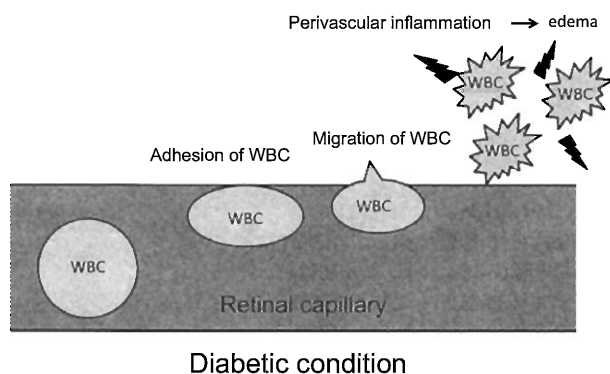 Perivascular inflammation → edema
WBC
WBC
WBC
Migration of WBC
Adhesion of WBC
WBC
WBC
WBC
Retinal capillary
Diabetic condition